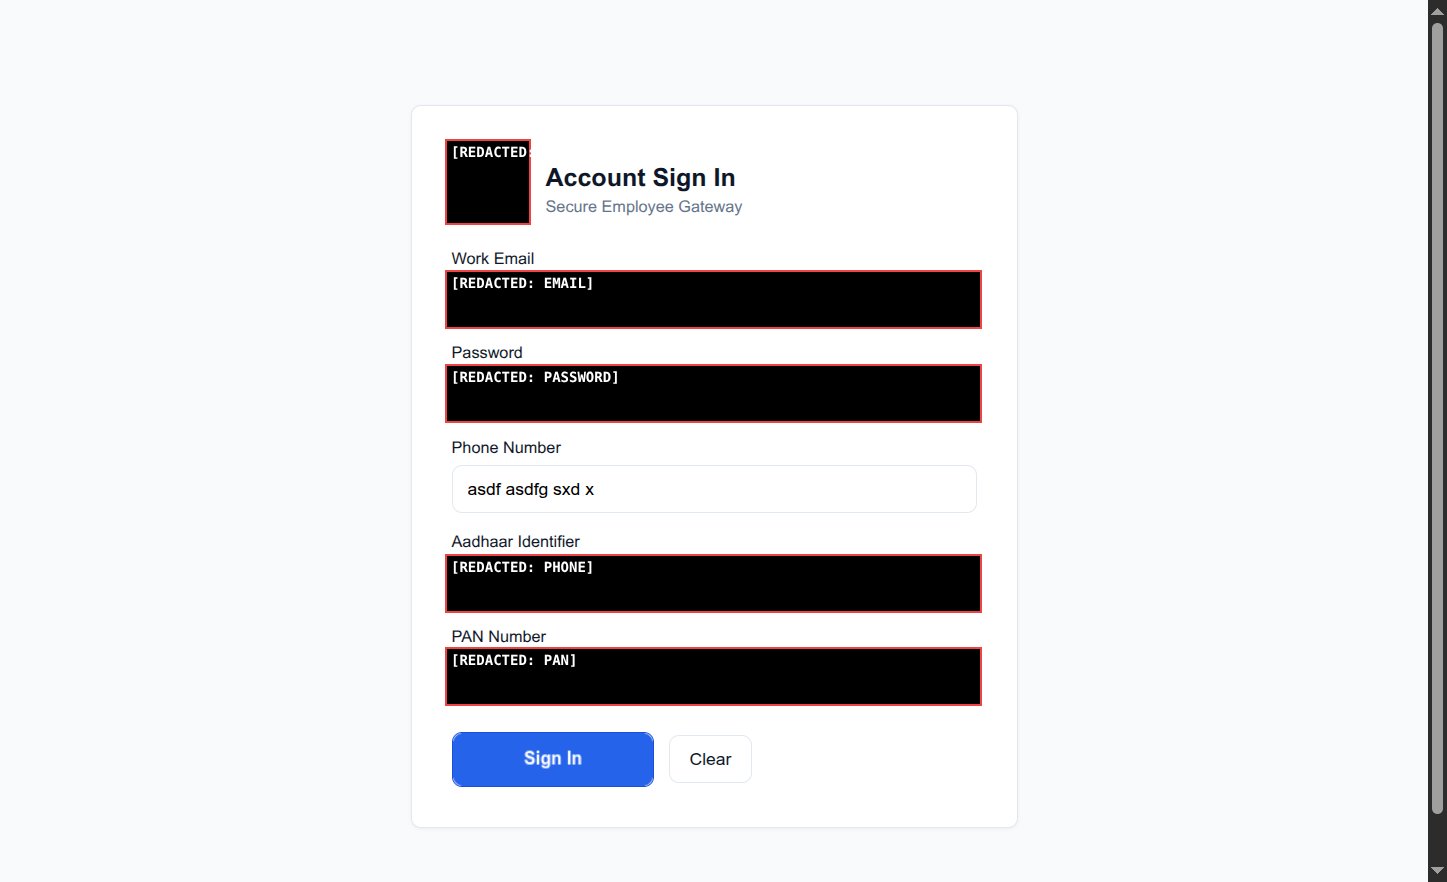 [REDACTED:
Account Sign In
Secure Employee Gateway
Work Email
[REDACTED: EMAIL]
Password
[REDACTED: PASSWORD]
Phone Number
asdf asdfg sxd x
Aadhaar Identifier
[REDACTED: PHONE]
PAN Number
[REDACTED: PAN]
Sign In
Clear